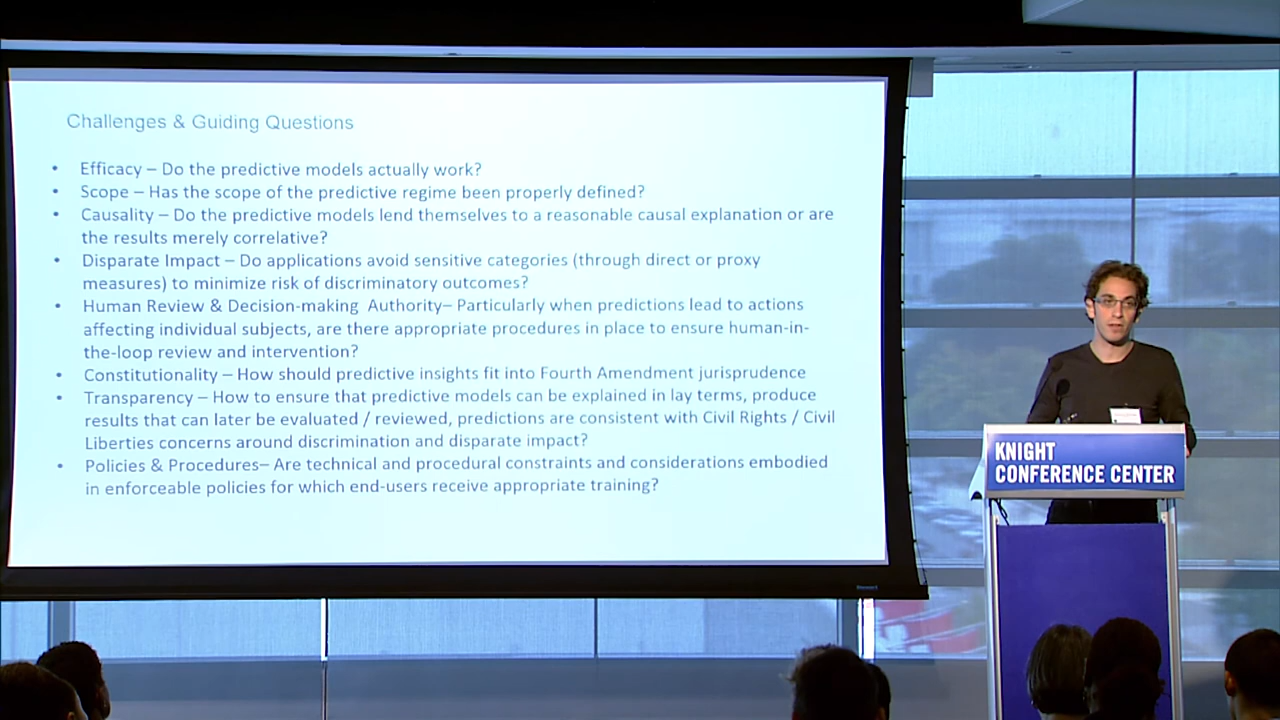 Challenges & Guiding Questions
• Efficacy – Do the predictive models actually work?
• Scope – Has the scope of the predictive regime been properly defined?
• Causality – Do the predictive models lend themselves to a reasonable causal explanation or are
the results merely correlative?
• Disparate Impact – Do applications avoid sensitive categories (through direct or proxy
measures) to minimize risk of discriminatory outcomes?
• Human Review & Decision-making Authority– Particularly when predictions lead to actions
affecting individual subjects, are there appropriate procedures in place to ensure human-in-
the-loop review and intervention?
• Constitutionality – How should predictive insights fit into Fourth Amendment jurisprudence
• Transparency – How to ensure that predictive models can be explained in lay terms, produce
results that can later be evaluated / reviewed, predictions are consistent with Civil Rights / Civil
Liberties concerns around discrimination and disparate impact?
• Policies & Procedures– Are technical and procedural constraints and considerations embodied
in enforceable policies for which end-users receive appropriate training?
KNIGHT
CONFERENCE CENTER